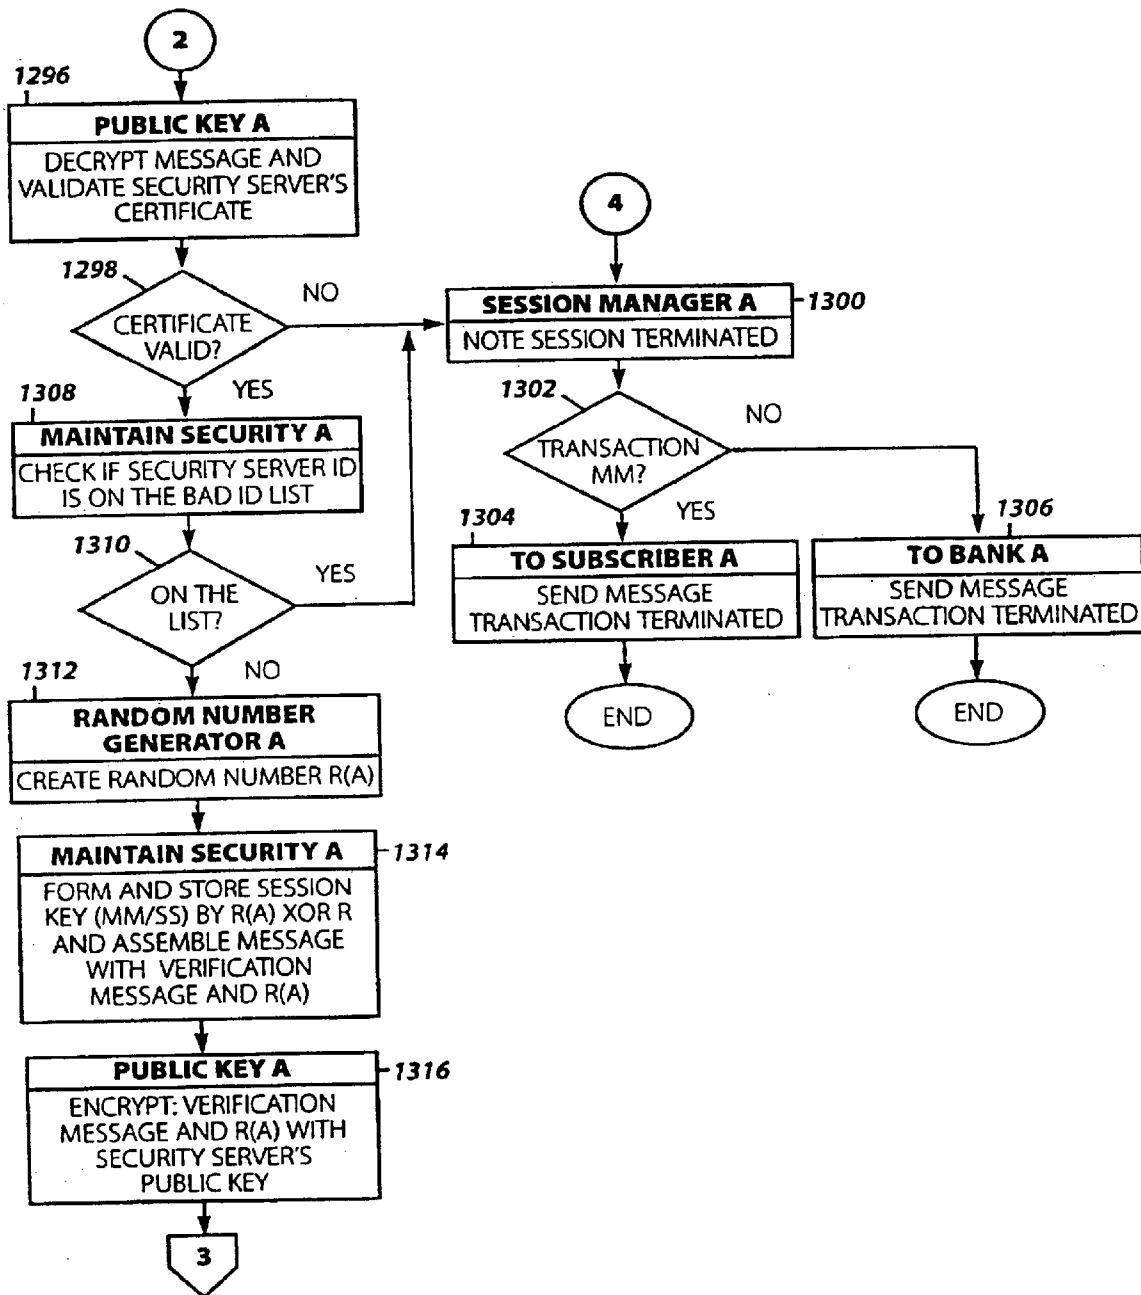 2
1296
PUBLIC KEY A
DECRYPT MESSAGE AND
VALIDATE SECURITY SERVER'S
CERTIFICATE
1298
CERTIFICATE
VALID?
NO
YES
1308
MAINTAIN SECURITY A
CHECK IF SECURITY SERVER ID
IS ON THE BAD ID LIST
1310
ON THE
LIST?
YES
NO
1312
RANDOM NUMBER
GENERATOR A
CREATE RANDOM NUMBER R(A)
MAINTAIN SECURITY A
1314
FORM AND STORE SESSION
KEY (MM/SS) BY R(A) XOR R
AND ASSEMBLE MESSAGE
WITH VERIFICATION
MESSAGE AND R(A)
PUBLIC KEY A
1316
ENCRYPT: VERIFICATION
MESSAGE AND R(A) WITH
SECURITY SERVER'S
PUBLIC KEY
3
4
SESSION MANAGER A
1300
NOTE SESSION TERMINATED
1302
TRANSACTION
MM?
NO
YES
1304
TO SUBSCRIBER A
SEND MESSAGE
TRANSACTION TERMINATED
END
1306
TO BANK A
SEND MESSAGE
TRANSACTION TERMINATED
END